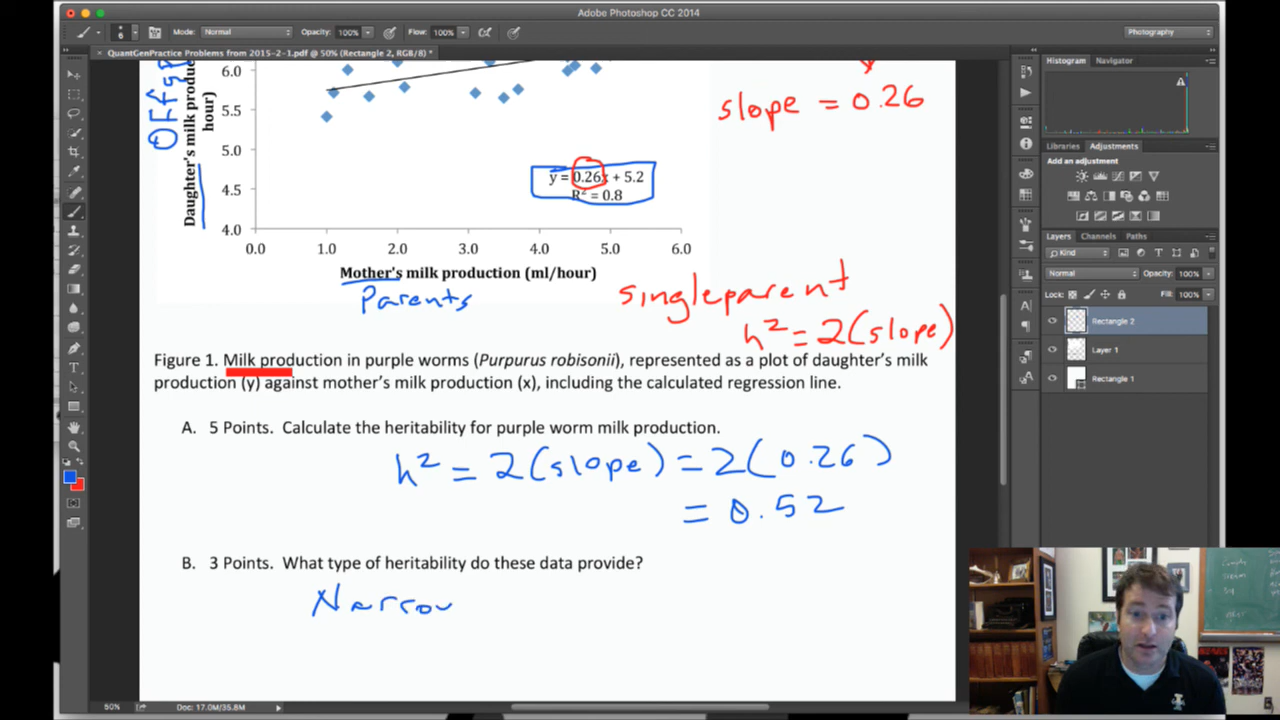 Adobe Photoshop CC 2014
6 Mode: Normal Opacity: 100% Flow: 100% Photography
× QuantGenPractice Problems from 2015-2-1.pdf @ 50% (Rectangle 2, RGB/8) *
Histogram Navigator
Libraries Adjustments
Add an adjustment
Layers Channels Paths
Kind
Normal Opacity: 100%
Lock: Fill: 100%
Rectangle 2
Layer 1
Rectangle 1
Daughter's milk produc
hour)
6.0
5.5
5.0
4.5
4.0
0.0 1.0 2.0 3.0 4.0 5.0 6.0
y = 0.26x + 5.2
R² = 0.8
slope = 0.26
Mother's milk production (ml/hour)
Parents
single parent
h² = 2(slope)
Figure 1. Milk production in purple worms (Purpurus robisonii), represented as a plot of daughter's milk
production (y) against mother's milk production (x), including the calculated regression line.
A. 5 Points. Calculate the heritability for purple worm milk production.
h² = 2(slope) = 2(0.26)
= 0.52
B. 3 Points. What type of heritability do these data provide?
Narrow
50% Doc: 17.0M/35.8M